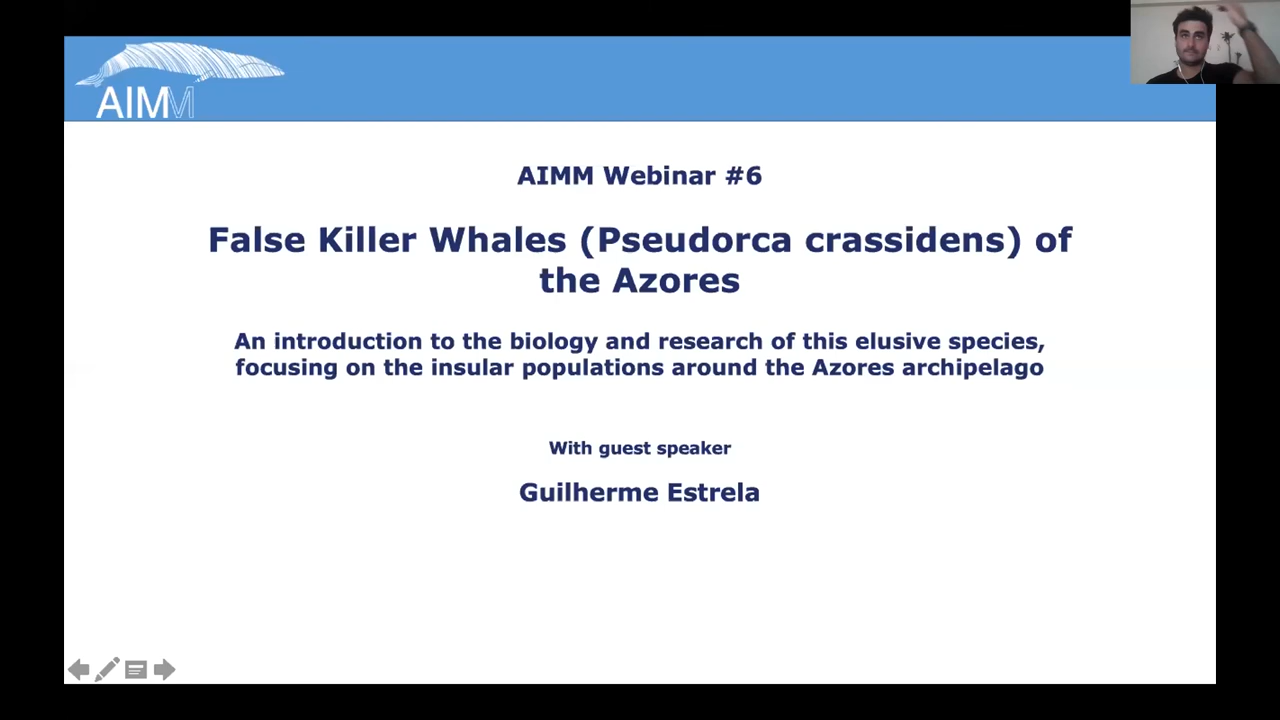 AIMM
AIMM Webinar #6
False Killer Whales (Pseudorca crassidens) of
the Azores
An introduction to the biology and research of this elusive species,
focusing on the insular populations around the Azores archipelago
With guest speaker
Guilherme Estrela